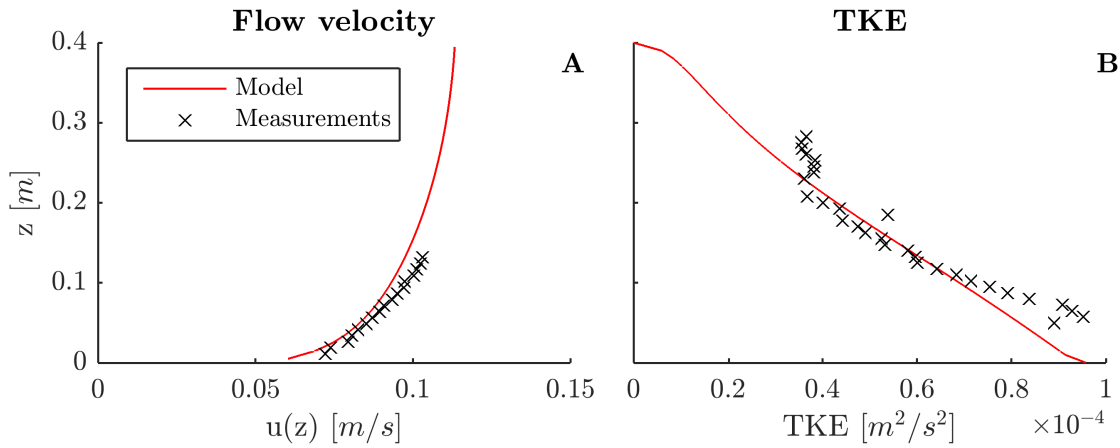 Flow velocity
TKE
A
B
Model
Measurements
z [m]
0.4
0.3
0.2
0.1
0
0 0.05 0.1 0.15
0 0.2 0.4 0.6 0.8 1
×10⁻⁴
u(z) [m/s]
TKE [m²/s²]